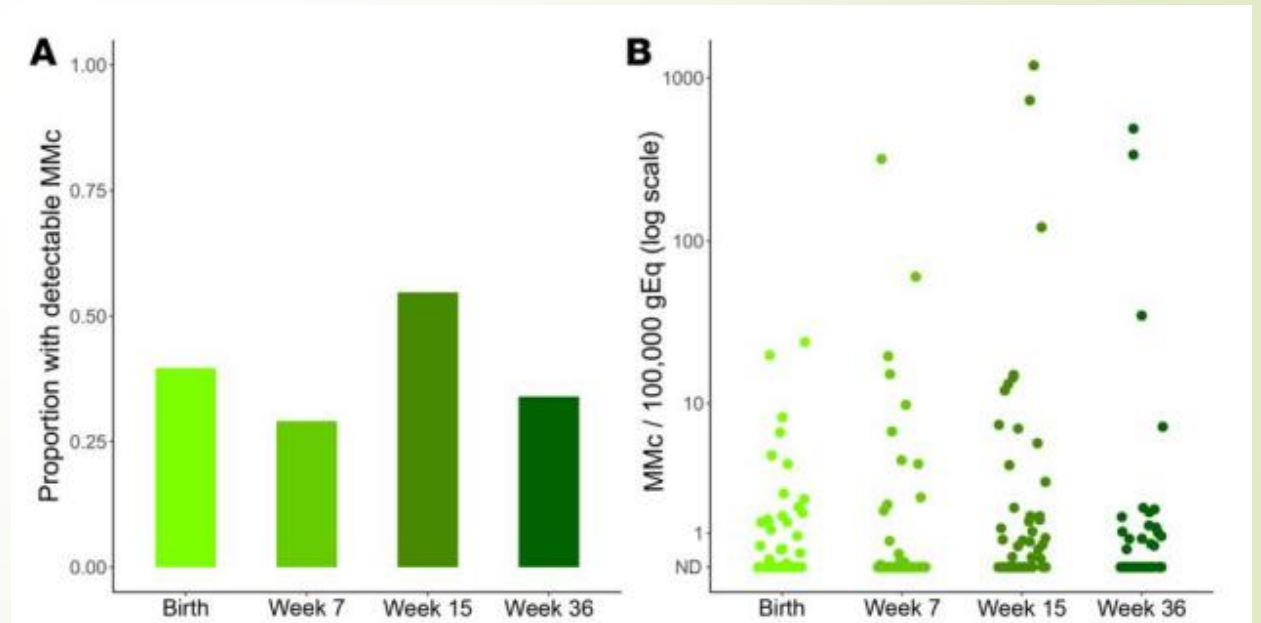 A
Proportion with detectable MMc
1.00
0.75
0.50
0.25
0.00
Birth Week 7 Week 15 Week 36
B
MMc / 100,000 gEq (log scale)
1000
100
10
1
ND
Birth Week 7 Week 15 Week 36